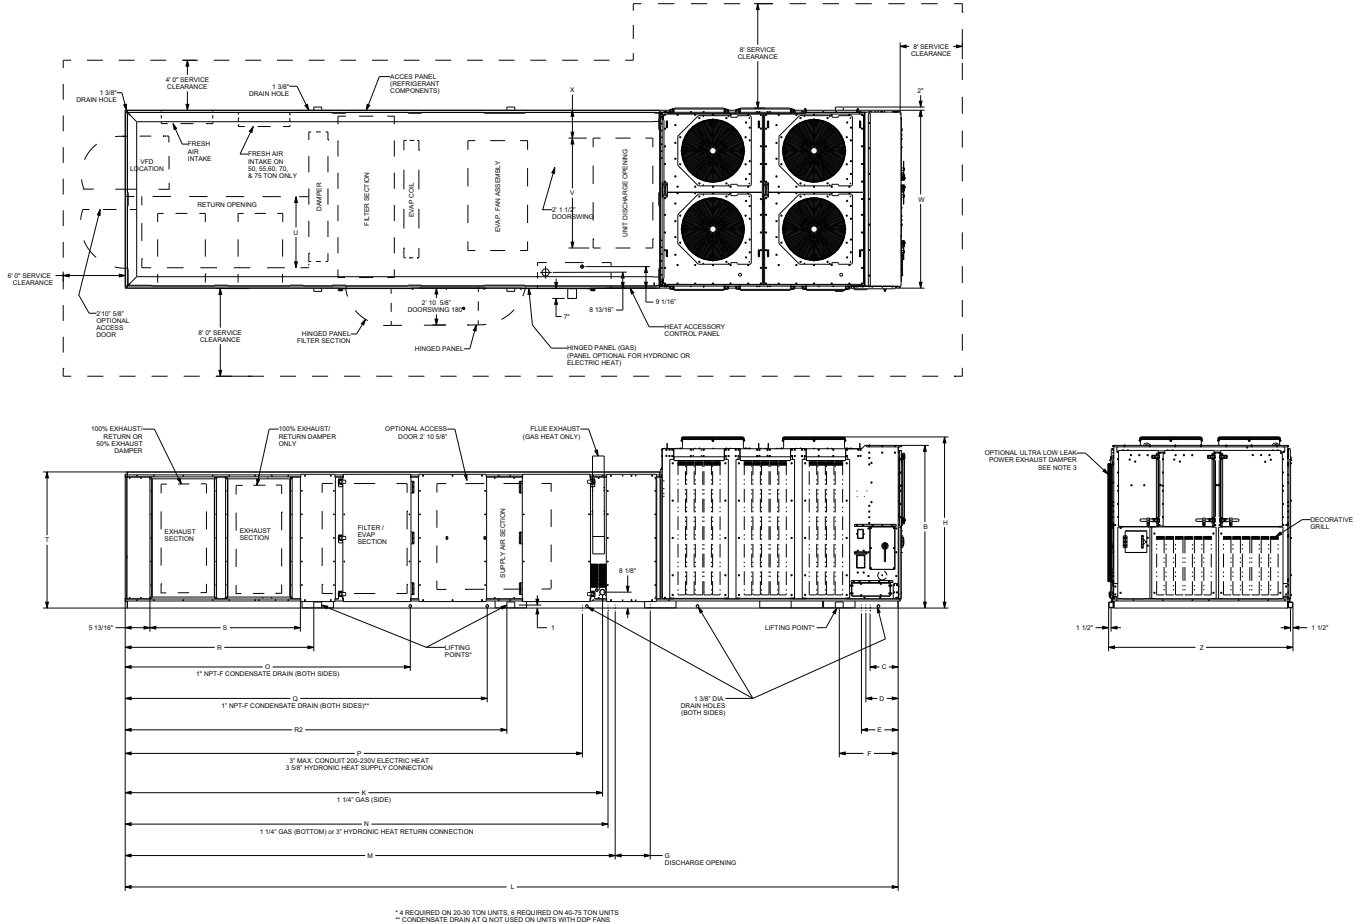 8' SERVICE
CLEARANCE
8' SERVICE
CLEARANCE
4' 0" SERVICE
CLEARANCE
1 3/8"
DRAIN HOLE
1 3/8"
DRAIN HOLE
ACCES PANEL
(REFRIGERANT
COMPONENTS)
X
2"
FRESH
AIR
INTAKE
FRESH AIR
INTAKE ON
50, 55,60, 70,
& 75 TON ONLY
VFD
LOCATION
RETURN OPENING
U
DAMPER
FILTER SECTION
EVAP COIL
EVAP. FAN ASSEMBLY
V
2' 1 1/2"
DOORSWING
UNIT DISCHARGE OPENING
W
6' 0" SERVICE
CLEARANCE
2'10" 5/8"
OPTIONAL
ACCESS
DOOR
8' 0" SERVICE
CLEARANCE
HINGED PANEL
FILTER SECTION
2' 10 5/8"
DOORSWING 180°
HINGED PANEL
7"
8 13/16"
9 1/16"
HEAT ACCESSORY
CONTROL PANEL
HINGED PANEL (GAS)
(PANEL OPTIONAL FOR HYDRONIC OR
ELECTRIC HEAT)
100% EXHAUST/
RETURN OR
50% EXHAUST
DAMPER
100% EXHAUST/
RETURN DAMPER
ONLY
OPTIONAL ACCESS
DOOR 2' 10 5/8"
FLUE EXHAUST
(GAS HEAT ONLY)
OPTIONAL ULTRA LOW LEAK
POWER EXHAUST DAMPER
SEE NOTE 3
DECORATIVE
GRILL
EXHAUST
SECTION
EXHAUST
SECTION
FILTER /
EVAP
SECTION
SUPPLY AIR SECTION
T
B
H
8 1/8"
1
5 13/16"
S
R
LIFTING
POINTS*
LIFTING POINT*
1 1/2"
1 1/2"
Z
O
1" NPT-F CONDENSATE DRAIN (BOTH SIDES)
C
Q
1" NPT-F CONDENSATE DRAIN (BOTH SIDES)**
1 3/8" DIA.
DRAIN HOLES
(BOTH SIDES)
D
R2
E
P
3" MAX. CONDUIT 200-230V ELECTRIC HEAT
3 5/8" HYDRONIC HEAT SUPPLY CONNECTION
F
K
1 1/4" GAS (SIDE)
N
1 1/4" GAS (BOTTOM) or 3" HYDRONIC HEAT RETURN CONNECTION
M
G
DISCHARGE OPENING
L
* 4 REQUIRED ON 20-30 TON UNITS, 6 REQUIRED ON 40-75 TON UNITS
** CONDENSATE DRAIN AT Q NOT USED ON UNITS WITH DDP FANS